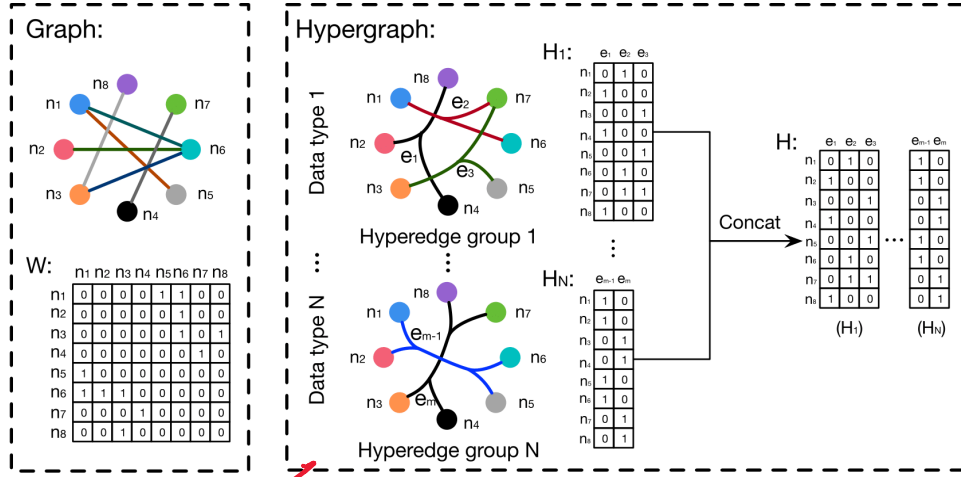 Graph:
n8
n1
n7
n2
n6
n3
n5
n4
W:
n1 n2 n3 n4 n5 n6 n7 n8
n1 0 0 0 0 1 1 0 0
n2 0 0 0 0 0 1 0 0
n3 0 0 0 0 0 1 0 1
n4 0 0 0 0 0 0 1 0
n5 1 0 0 0 0 0 0 0
n6 1 1 1 0 0 0 0 0
n7 0 0 0 1 0 0 0 0
n8 0 0 1 0 0 0 0 0
Hypergraph:
Data type 1
n8
n1
n7
e2
n2
n6
e1
e3
n3
n5
n4
Hyperedge group 1
...
...
Data type N
n8
n1
n7
em-1
n2
n6
em
n3
n5
n4
Hyperedge group N
H1:
e1 e2 e3
n1 0 1 0
n2 1 0 0
n3 0 0 1
n4 1 0 0
n5 0 0 1
n6 0 1 0
n7 0 1 1
n8 1 0 0
...
HN:
em-1 em
n1 1 0
n2 1 0
n3 0 1
n4 0 1
n5 1 0
n6 1 0
n7 0 1
n8 0 1
Concat
H:
e1 e2 e3 em-1 em
n1 0 1 0 1 0
n2 1 0 0 1 0
n3 0 0 1 0 1
n4 1 0 0 0 1
n5 0 0 1 ... 1 0
n6 0 1 0 1 0
n7 0 1 1 0 1
n8 1 0 0 0 1
(H1) (HN)